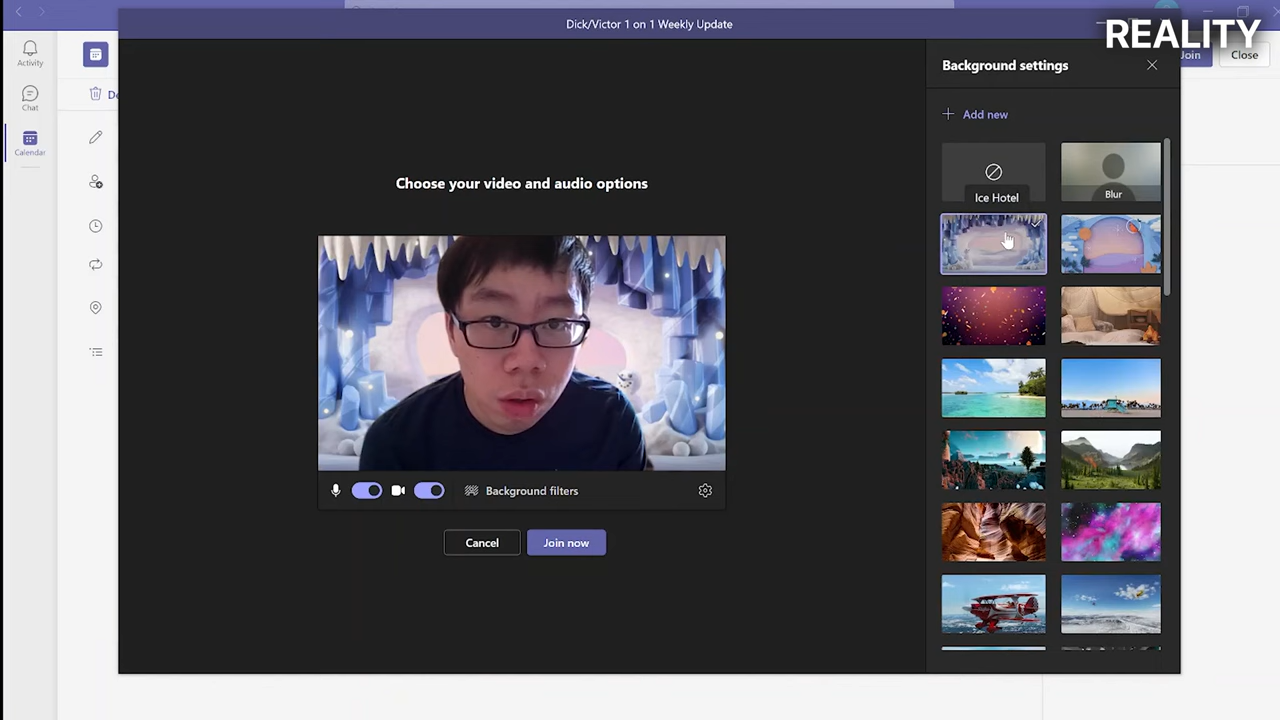 Dick/Victor 1 on 1 Weekly Update
REALITY
Activity
Chat
Calendar
Join
Close
Background settings
Add new
Ice Hotel
Blur
Choose your video and audio options
Background filters
Cancel
Join now